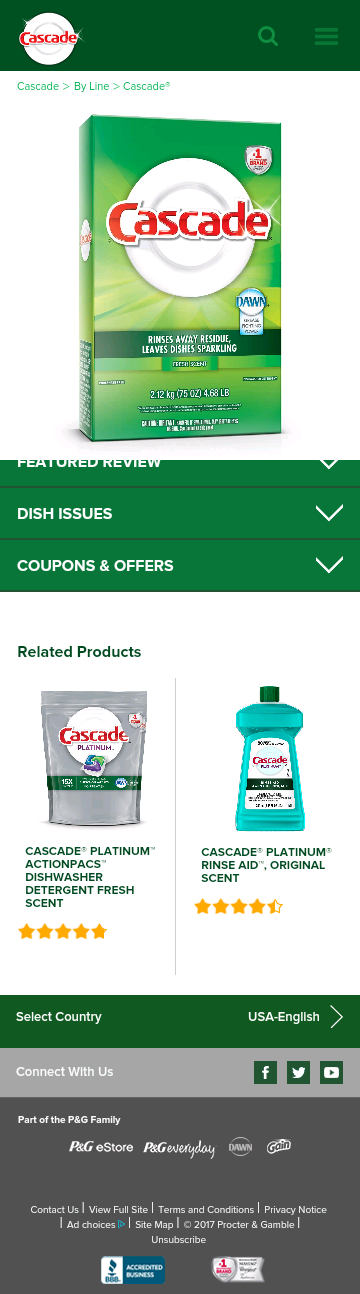 Cascade
Cascade > By Line > Cascade®
#1 BRAND
Cascade
DAWN
GREASE
FIGHTING
RINSES AWAY RESIDUE,
LEAVES DISHES SPARKLING
FRESH SCENT
2.12 kg (75 OZ) 4.68 LB
FEATURED REVIEW
DISH ISSUES
COUPONS & OFFERS
Related Products
Cascade
PLATINUM
CASCADE® PLATINUM™
ACTIONPACS™
DISHWASHER
DETERGENT FRESH
SCENT
Cascade
PLATINUM
CASCADE® PLATINUM®
RINSE AID™, ORIGINAL
SCENT
Select Country
USA-English
Connect With Us
Part of the P&G Family
P&G eStore
P&G everyday
DAWN
Gain
Contact Us | View Full Site | Terms and Conditions | Privacy Notice
| Ad choices | Site Map | © 2017 Procter & Gamble |
Unsubscribe
BBB
ACCREDITED
BUSINESS
#1
BRAND